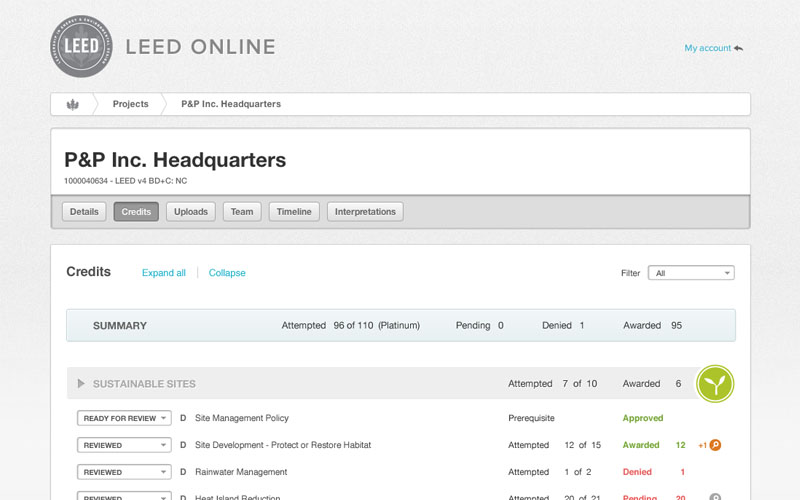 LEED
LEED ONLINE
My account
Projects
P&P Inc. Headquarters
P&P Inc. Headquarters
1000040634 - LEED v4 BD+C: NC
Details
Credits
Uploads
Team
Timeline
Interpretations
Credits
Expand all
Collapse
Filter
All
SUMMARY
Attempted 96 of 110 (Platinum)
Pending 0
Denied 1
Awarded 95
SUSTAINABLE SITES
Attempted 7 of 10
Awarded 6
READY FOR REVIEW D Site Management Policy Prerequisite Approved
REVIEWED D Site Development - Protect or Restore Habitat Attempted 12 of 15 Awarded 12 +1
REVIEWED D Rainwater Management Attempted 1 of 2 Denied 1
REVIEWED D Heat Island Reduction Attempted 20 of 21 Pending 20